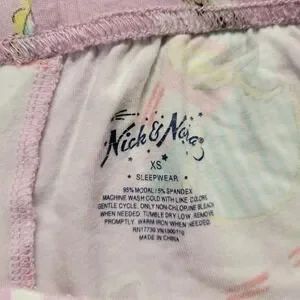 Nick & Nora
XS
SLEEPWEAR
95% MODAL / 5% SPANDEX
MACHINE WASH COLD WITH LIKE COLORS
GENTLE CYCLE. ONLY NON-CHLORINE BLEACH
WHEN NEEDED. TUMBLE DRY LOW. REMOVE
PROMPTLY. WARM IRON WHEN NEEDED.
RN17730
MADE IN CHINA